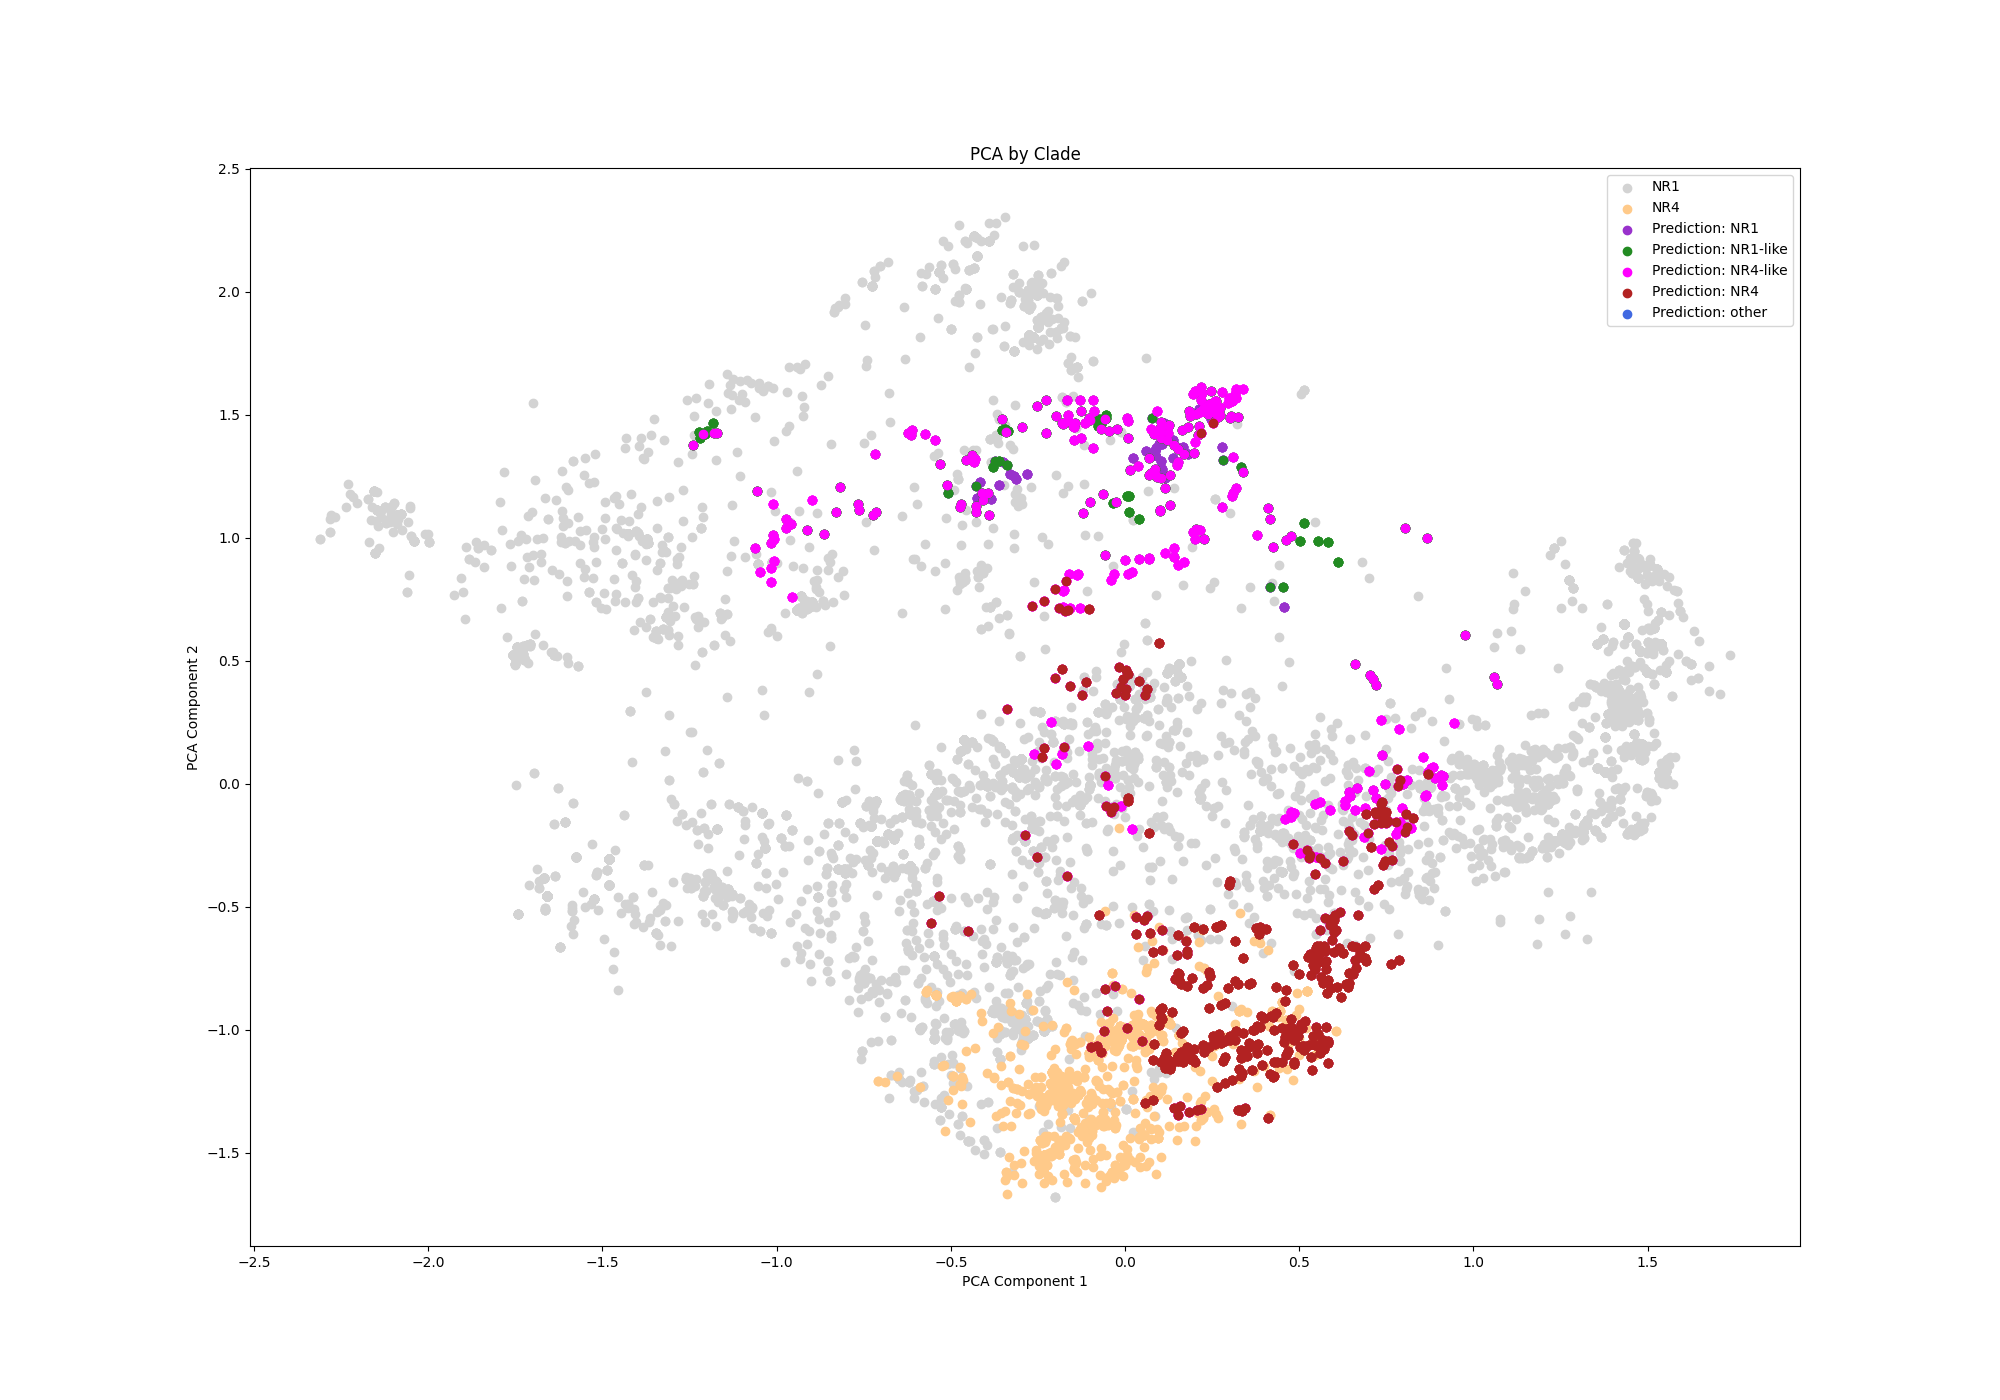 PCA by Clade
NR1
NR4
Prediction: NR1
Prediction: NR1-like
Prediction: NR4-like
Prediction: NR4
Prediction: other
2.5
2.0
1.5
1.0
0.5
0.0
−0.5
−1.0
−1.5
PCA Component 2
−2.5
−2.0
−1.5
−1.0
−0.5
0.0
0.5
1.0
1.5
PCA Component 1